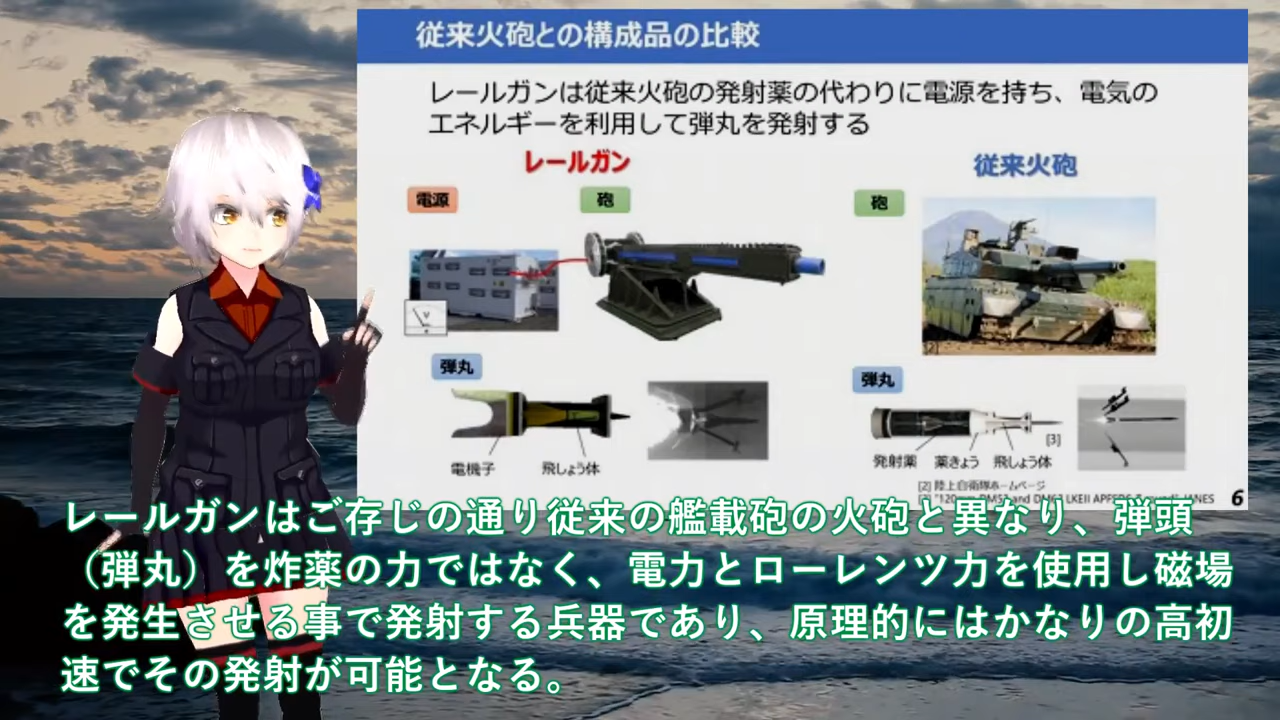 従来火砲との構成品の比較
レールガンは従来火砲の発射薬の代わりに電源を持ち、電気の
エネルギーを利用して弾丸を発射する
レールガン
従来火砲
電源
砲
砲
V
弾丸
弾丸
電機子
飛しょう体
発射薬
薬きょう
飛しょう体
[3]
[2]
[2] 陸上自衛隊ホームページ
and DM63
JANES
6
レールガンはご存じの通り従来の艦載砲の火砲と異なり、弾頭
（弾丸）を炸薬の力ではなく、電力とローレンツ力を使用し磁場
を発生させる事で発射する兵器であり、原理的にはかなりの高初
速でその発射が可能となる。